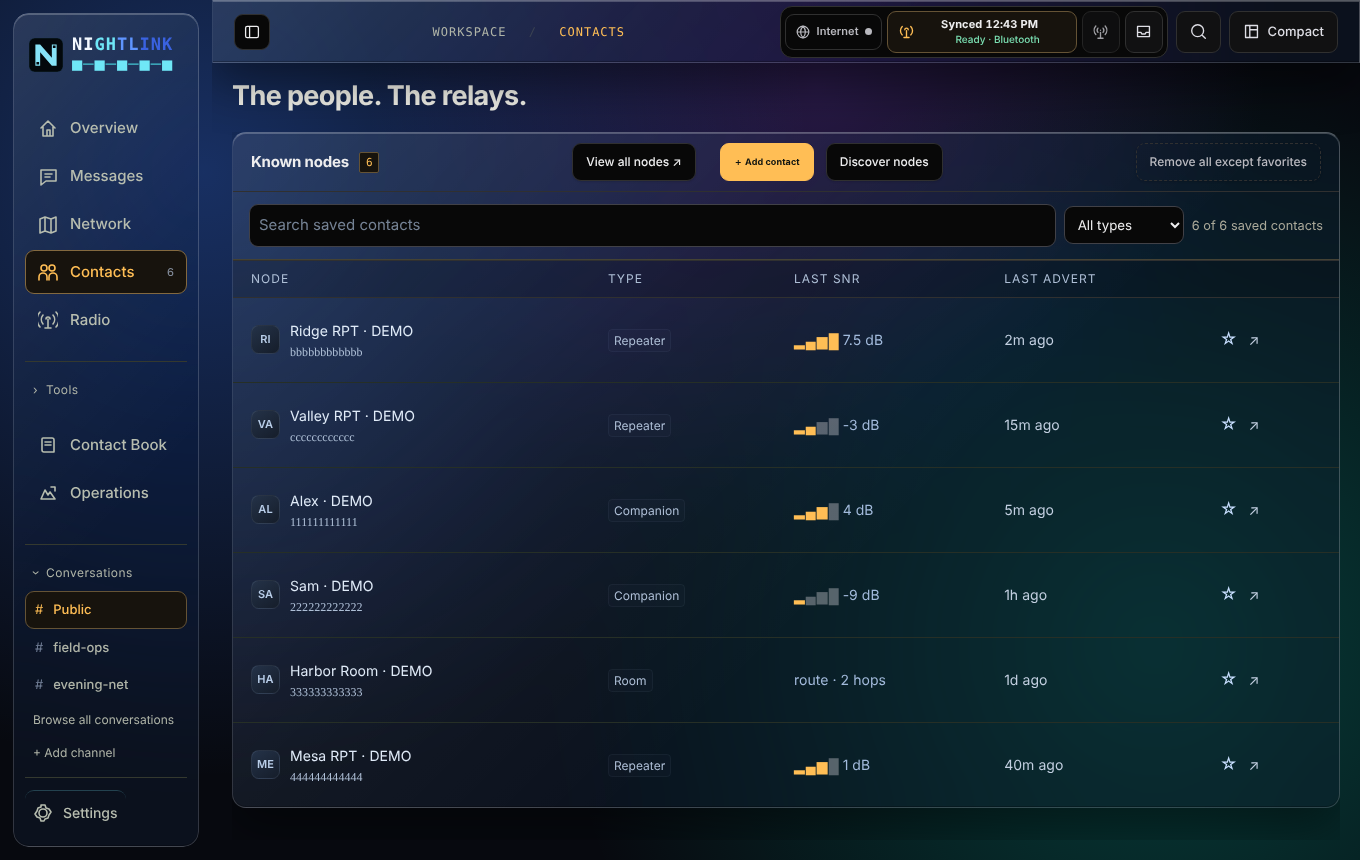 NIGHTLINK
WORKSPACE / CONTACTS
Internet
Synced 12:43 PM
Ready · Bluetooth
Compact
Overview
Messages
Network
Contacts 6
Radio
› Tools
Contact Book
Operations
Conversations
# Public
# field-ops
# evening-net
Browse all conversations
+ Add channel
Settings
The people. The relays.
Known nodes 6
View all nodes ↗
+ Add contact
Discover nodes
Remove all except favorites
Search saved contacts
All types
6 of 6 saved contacts
NODE TYPE LAST SNR LAST ADVERT
RI Ridge RPT · DEMO Repeater 7.5 dB 2m ago ☆ ↗
bbbbbbbbbbbb
VA Valley RPT · DEMO Repeater -3 dB 15m ago ☆ ↗
cccccccccccc
AL Alex · DEMO Companion 4 dB 5m ago ☆ ↗
111111111111
SA Sam · DEMO Companion -9 dB 1h ago ☆ ↗
222222222222
HA Harbor Room · DEMO Room route · 2 hops 1d ago ☆ ↗
333333333333
ME Mesa RPT · DEMO Repeater 1 dB 40m ago ☆ ↗
444444444444